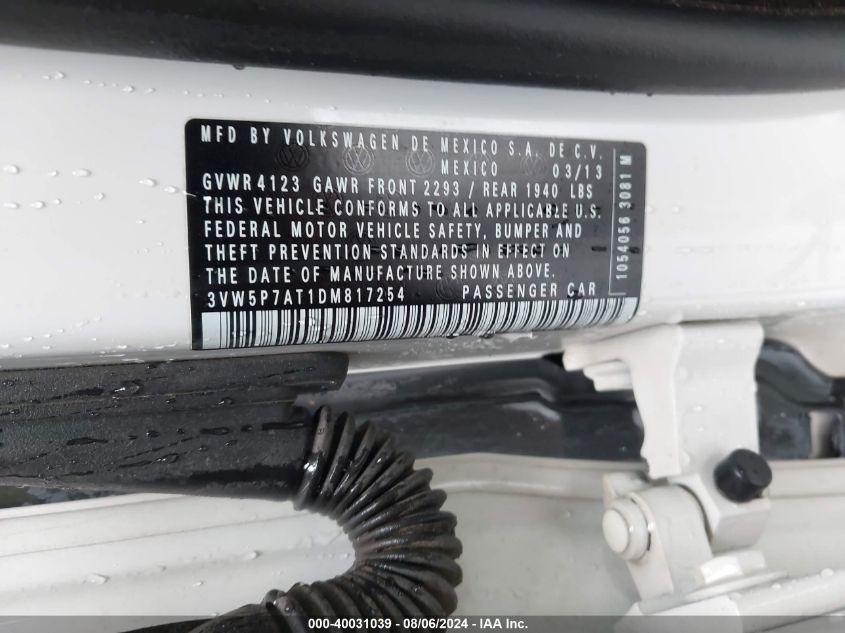 MFD BY VOLKSWAGEN DE MEXICO S.A. DE C.V.
MEXICO 03/13
GVWR 4123 GAWR FRONT 2293 / REAR 1940 LBS
THIS VEHICLE CONFORMS TO ALL APPLICABLE U.S.
FEDERAL MOTOR VEHICLE SAFETY, BUMPER AND
THEFT PREVENTION STANDARDS IN EFFECT ON
THE DATE OF MANUFACTURE SHOWN ABOVE.
3VW5P7AT1DM817254 PASSENGER CAR
1054056 3081 M
000-40031039 - 08/06/2024 - IAA Inc.